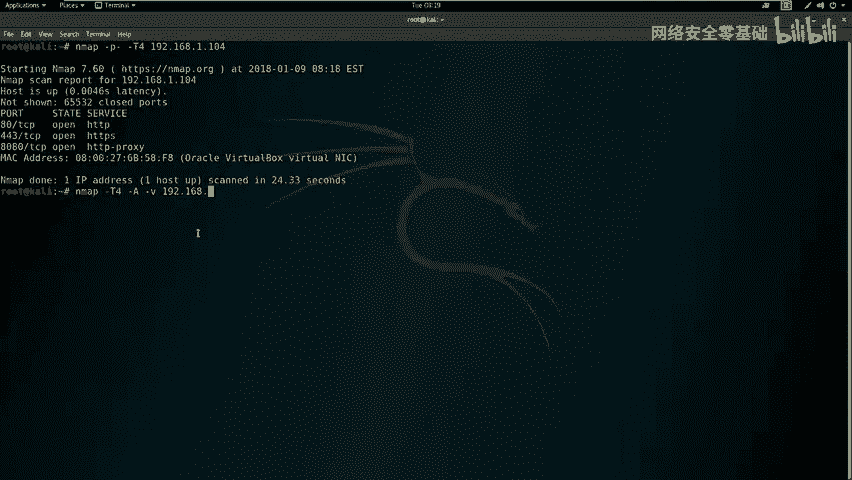 Applications Places Terminal Tue 08:19
root@kali: ~
File Edit View Search Terminal Help
网络安全零基础 bilibili
root@kali:~# nmap -p- -T4 192.168.1.104
Starting Nmap 7.60 ( https://nmap.org ) at 2018-01-09 08:18 EST
Nmap scan report for 192.168.1.104
Host is up (0.0046s latency).
Not shown: 65532 closed ports
PORT STATE SERVICE
80/tcp open http
443/tcp open https
8080/tcp open http-proxy
MAC Address: 08:00:27:6B:58:F8 (Oracle VirtualBox virtual NIC)
Nmap done: 1 IP address (1 host up) scanned in 24.33 seconds
root@kali:~# nmap -T4 -A -v 192.168.